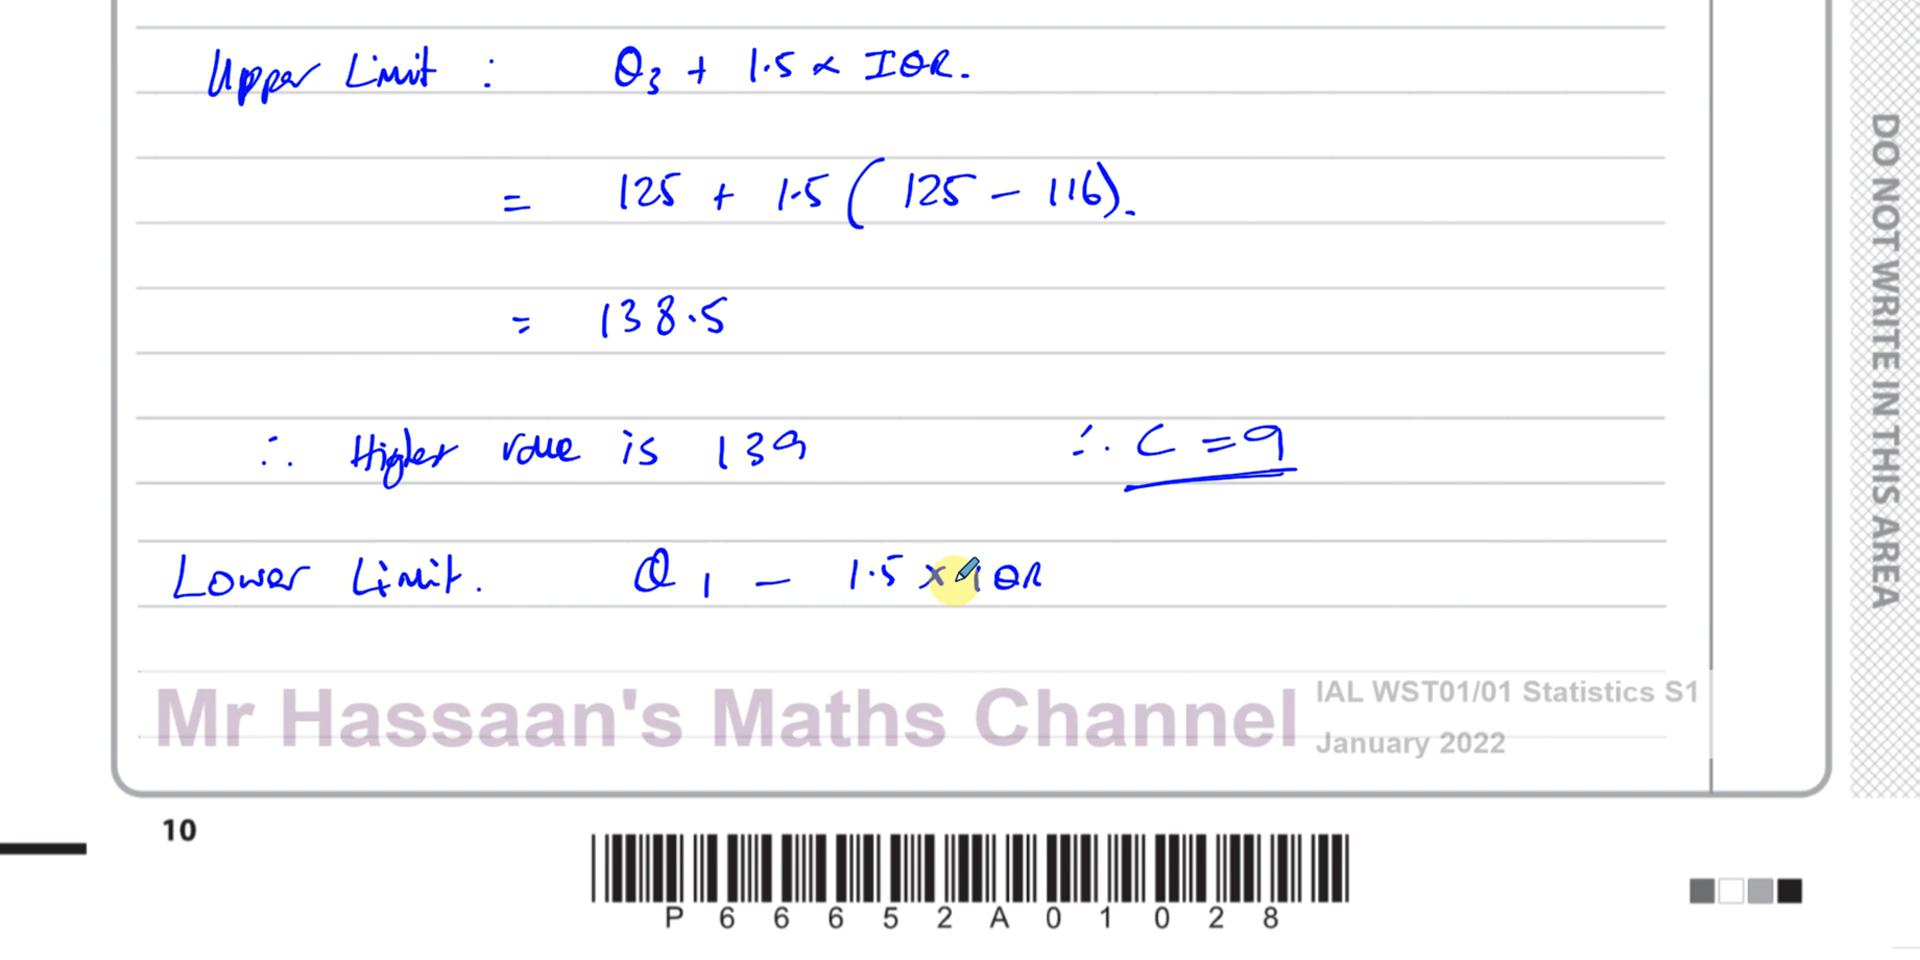 Upper Limit : Q₃ + 1.5 × IQR.
= 125 + 1.5 ( 125 − 116).
= 138.5
∴ Higher value is 139 ∴ C = 9
Lower Limit. Q₁ − 1.5 × IQR
Mr Hassaan's Maths Channel
IAL WST01/01 Statistics S1
January 2022
10
P 6 6 6 5 2 A 0 1 0 2 8
DO NOT WRITE IN THIS AREA